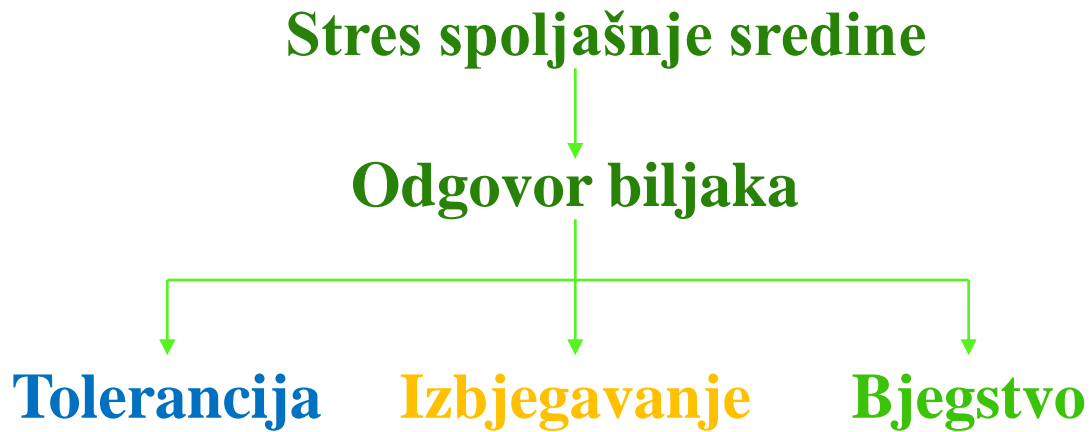 Stres spoljašnje sredine
Odgovor biljaka
Tolerancija Izbjegavanje Bjegstvo